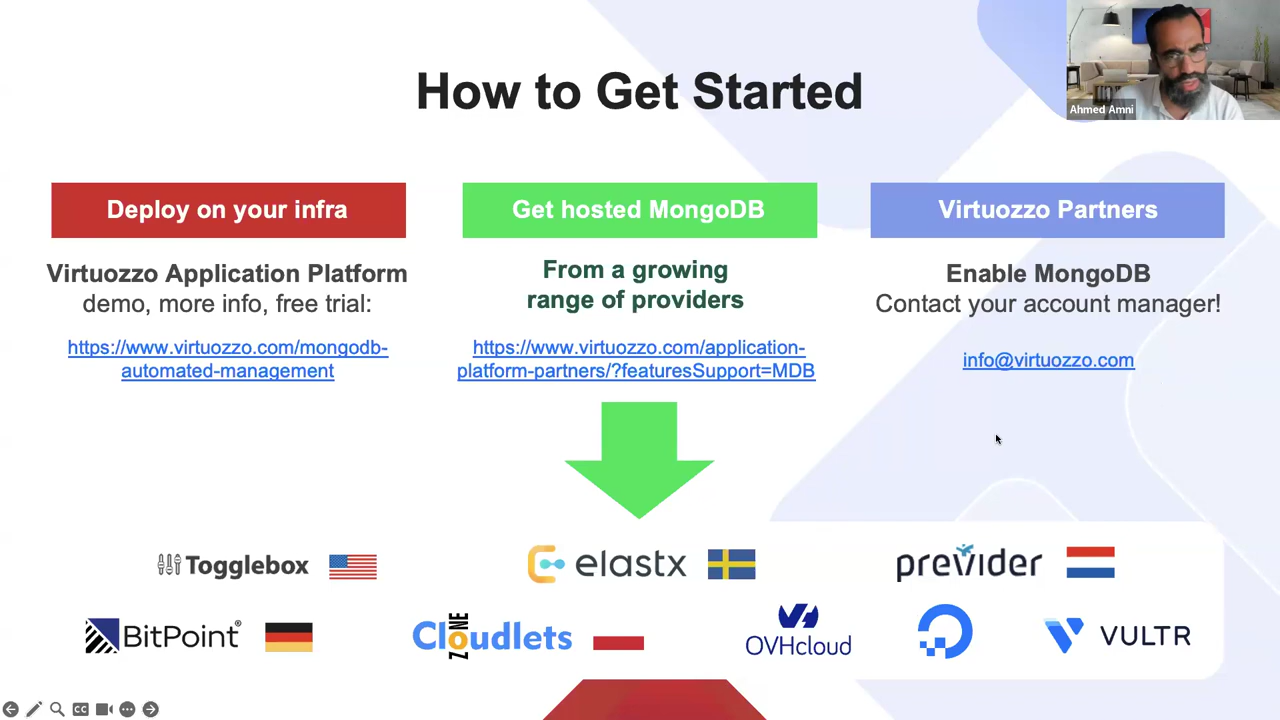 How to Get Started
Ahmed Amni
Deploy on your infra
Virtuozzo Application Platform
demo, more info, free trial:
https://www.virtuozzo.com/mongodb-
automated-management
Get hosted MongoDB
From a growing
range of providers
https://www.virtuozzo.com/application-
platform-partners/?featuresSupport=MDB
Virtuozzo Partners
Enable MongoDB
Contact your account manager!
info@virtuozzo.com
Togglebox
elastx
previder
BitPoint®
Cloudlets
ZONE
OVHcloud
VULTR
CC